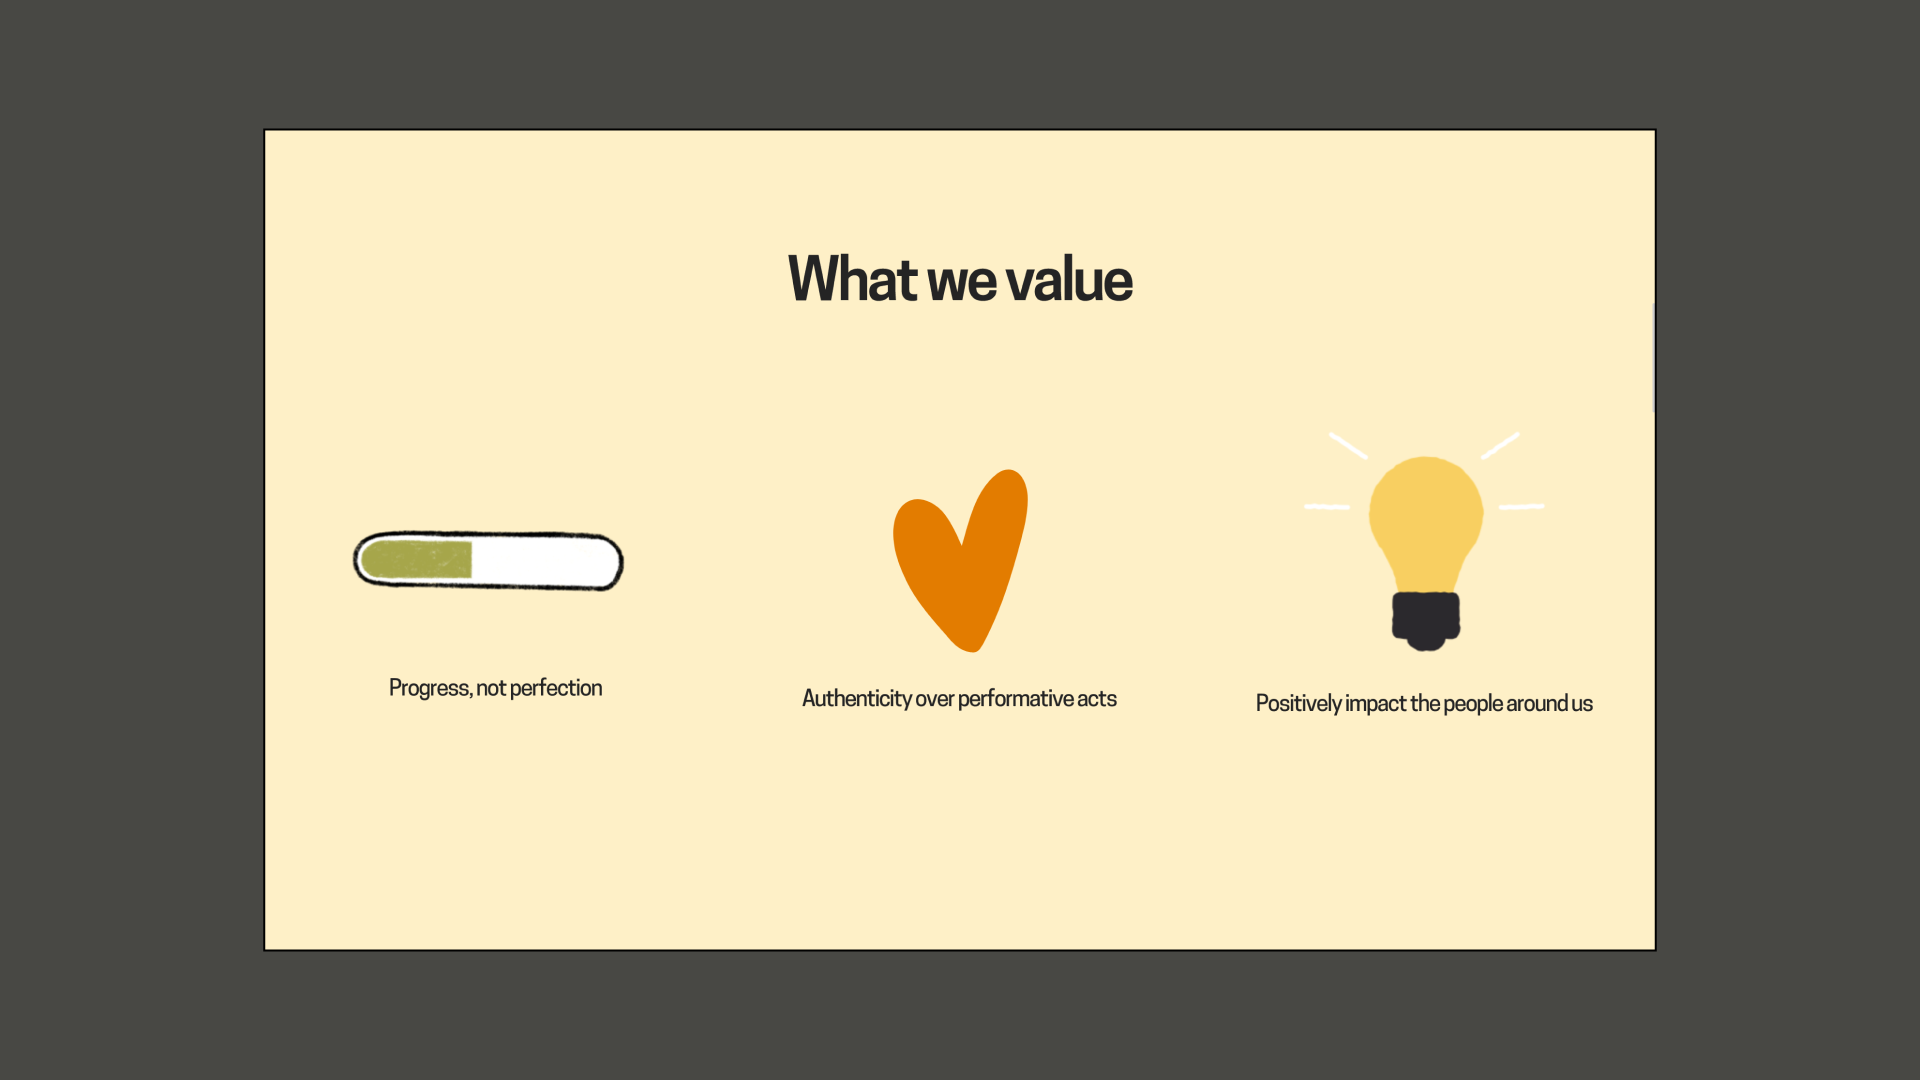 What we value
Progress, not perfection
Authenticity over performative acts
Positively impact the people around us